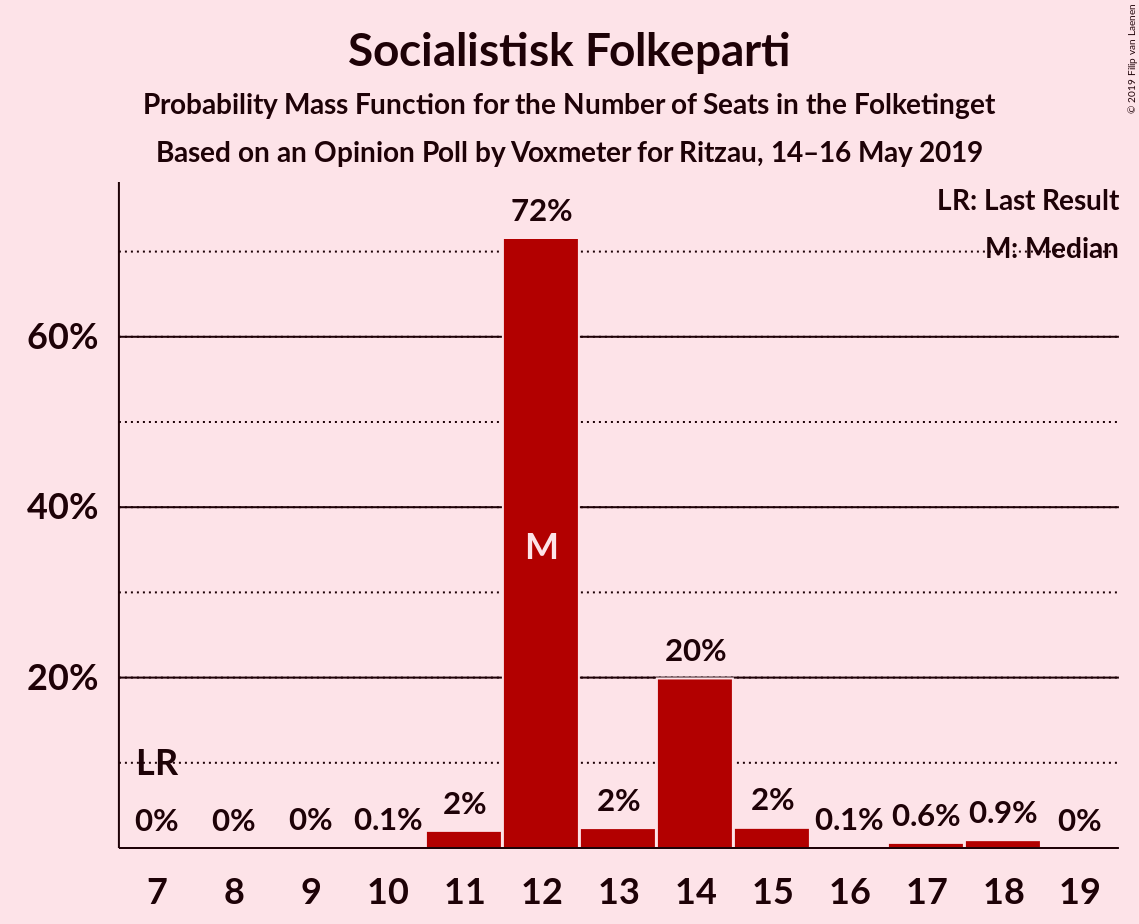 Socialistisk Folkeparti
Probability Mass Function for the Number of Seats in the Folketinget
Based on an Opinion Poll by Voxmeter for Ritzau, 14–16 May 2019
© 2019 Filip van Laenen
LR: Last Result
M: Median
72%
60%
40%
M
20%
20%
LR
0% 0% 0% 0.1% 2% 2% 2% 0.1% 0.6% 0.9% 0%
7 8 9 10 11 12 13 14 15 16 17 18 19